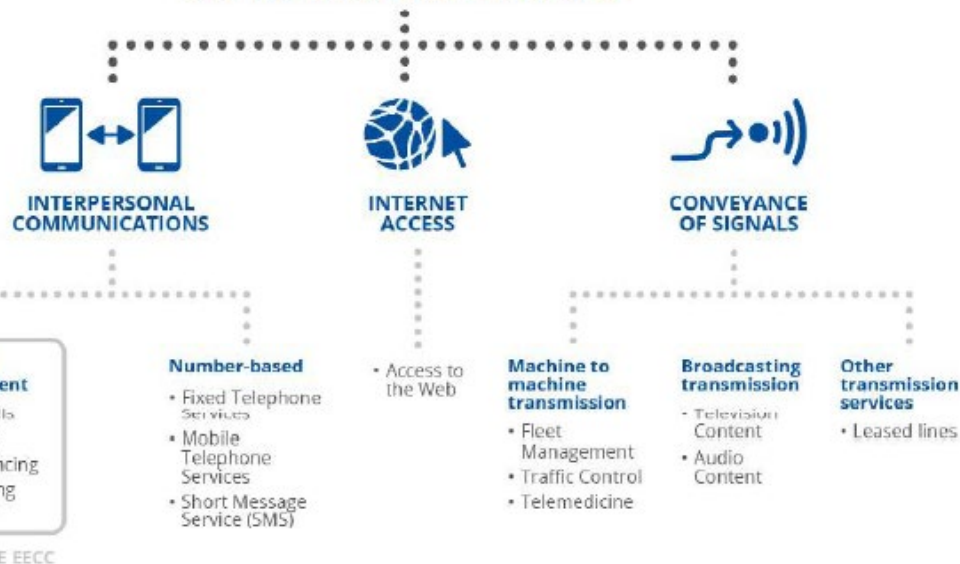 INTERPERSONAL
COMMUNICATIONS
INTERNET
ACCESS
CONVEYANCE
OF SIGNALS
Number-based
• Fixed Telephone
Services
• Mobile
Telephone
Services
• Short Message
Service (SMS)
• Access to
the Web
Machine to
machine
transmission
• Fleet
Management
• Traffic Control
• Telemedicine
Broadcasting
transmission
• Television
Content
• Audio
Content
Other
transmission
services
• Leased lines
EECC